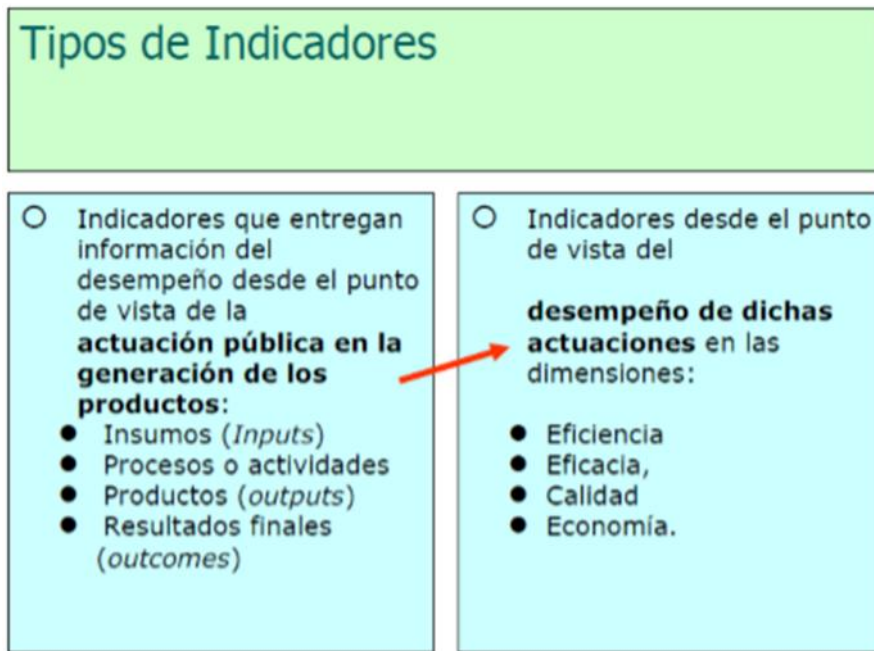 Tipos de Indicadores
Indicadores que entregan
información del
desempeño desde el punto
de vista de la
actuación pública en la
generación de los
productos:
Insumos (Inputs)
Procesos o actividades
Productos (outputs)
Resultados finales
(outcomes)
Indicadores desde el punto
de vista del
desempeño de dichas
actuaciones en las
dimensiones:
Eficiencia
Eficacia,
Calidad
Economía.